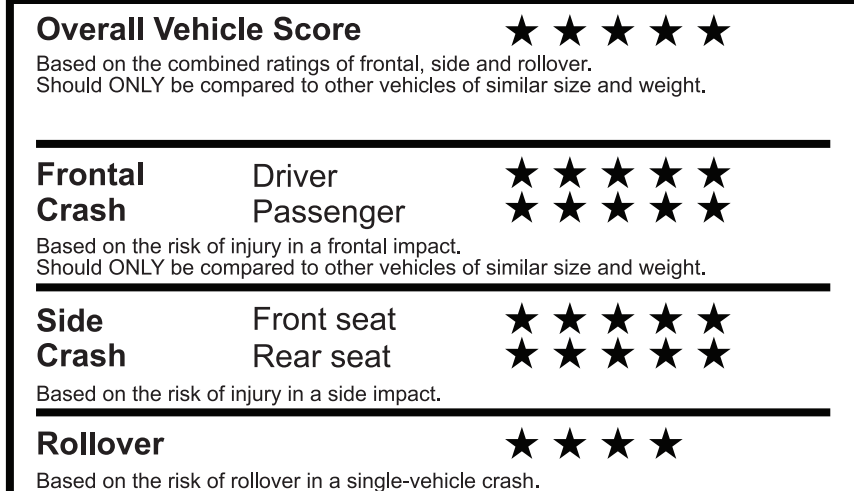 Overall Vehicle Score ★ ★ ★ ★ ★
Based on the combined ratings of frontal, side and rollover.
Should ONLY be compared to other vehicles of similar size and weight.
Frontal Driver ★ ★ ★ ★ ★
Crash Passenger ★ ★ ★ ★ ★
Based on the risk of injury in a frontal impact.
Should ONLY be compared to other vehicles of similar size and weight.
Side Front seat ★ ★ ★ ★ ★
Crash Rear seat ★ ★ ★ ★ ★
Based on the risk of injury in a side impact.
Rollover ★ ★ ★ ★
Based on the risk of rollover in a single-vehicle crash.